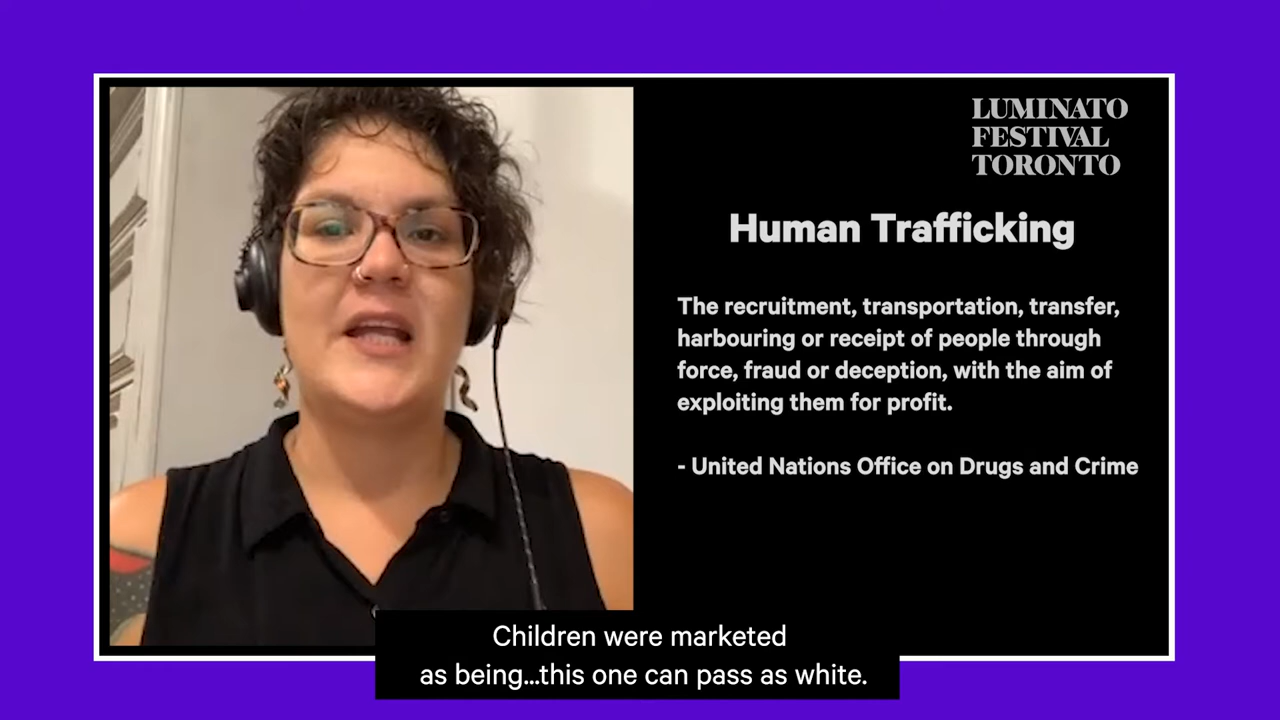 LUMINATO
FESTIVAL
TORONTO
Human Trafficking
The recruitment, transportation, transfer,
harbouring or receipt of people through
force, fraud or deception, with the aim of
exploiting them for profit.
- United Nations Office on Drugs and Crime
Children were marketed
as being...this one can pass as white.